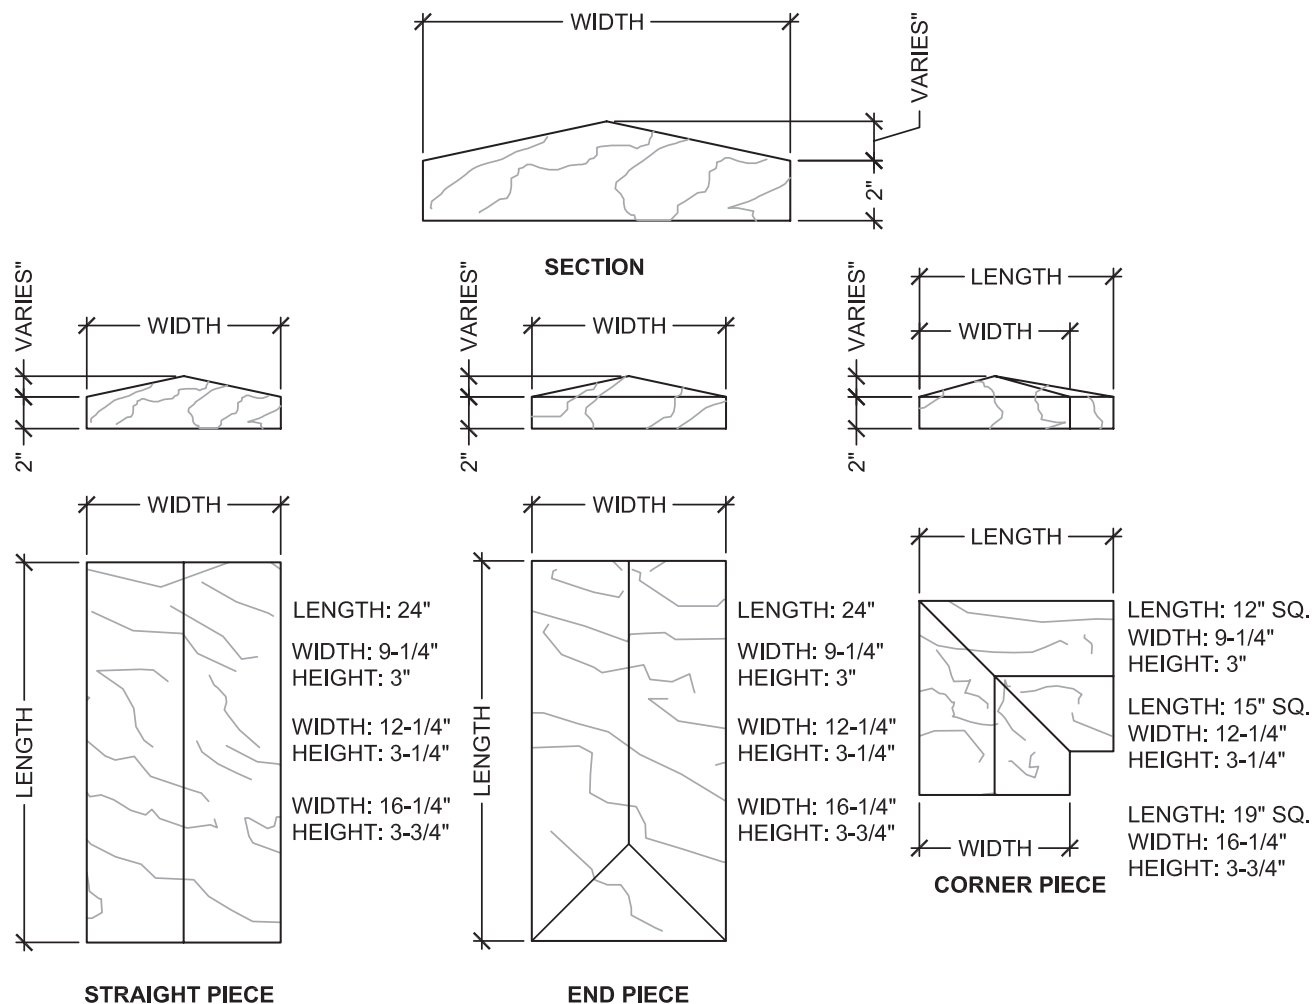 WIDTH
VARIES"
2"
SECTION
VARIES"
WIDTH
2"
VARIES"
WIDTH
2"
LENGTH
VARIES"
WIDTH
2"
WIDTH
LENGTH
LENGTH: 24"
WIDTH: 9-1/4"
HEIGHT: 3"
WIDTH: 12-1/4"
HEIGHT: 3-1/4"
WIDTH: 16-1/4"
HEIGHT: 3-3/4"
STRAIGHT PIECE
WIDTH
LENGTH
LENGTH: 24"
WIDTH: 9-1/4"
HEIGHT: 3"
WIDTH: 12-1/4"
HEIGHT: 3-1/4"
WIDTH: 16-1/4"
HEIGHT: 3-3/4"
END PIECE
LENGTH
LENGTH: 12" SQ.
WIDTH: 9-1/4"
HEIGHT: 3"
LENGTH: 15" SQ.
WIDTH: 12-1/4"
HEIGHT: 3-1/4"
LENGTH: 19" SQ.
WIDTH: 16-1/4"
HEIGHT: 3-3/4"
WIDTH
CORNER PIECE